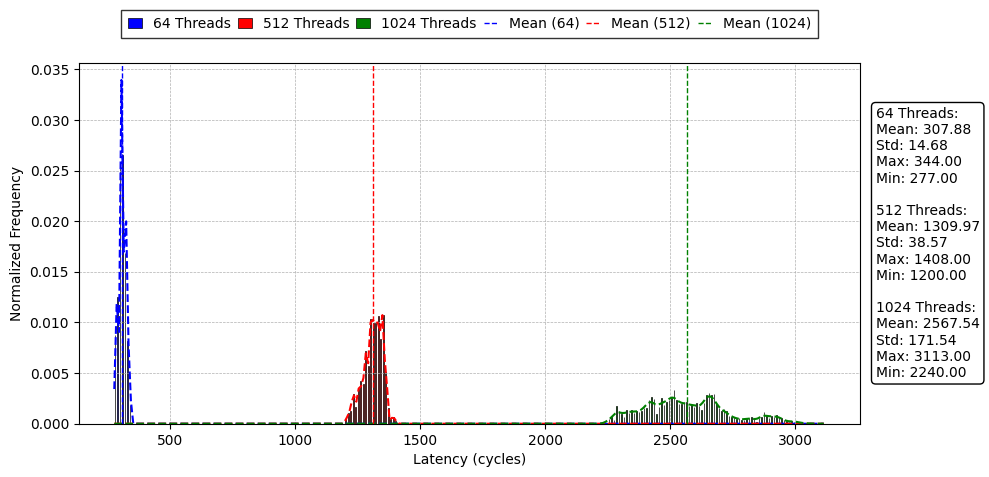 64 Threads 512 Threads 1024 Threads Mean (64) Mean (512) Mean (1024)
0.035
0.030
0.025
0.020
0.015
0.010
0.005
0.000
Normalized Frequency
500 1000 1500 2000 2500 3000
Latency (cycles)
64 Threads:
Mean: 307.88
Std: 14.68
Max: 344.00
Min: 277.00
512 Threads:
Mean: 1309.97
Std: 38.57
Max: 1408.00
Min: 1200.00
1024 Threads:
Mean: 2567.54
Std: 171.54
Max: 3113.00
Min: 2240.00